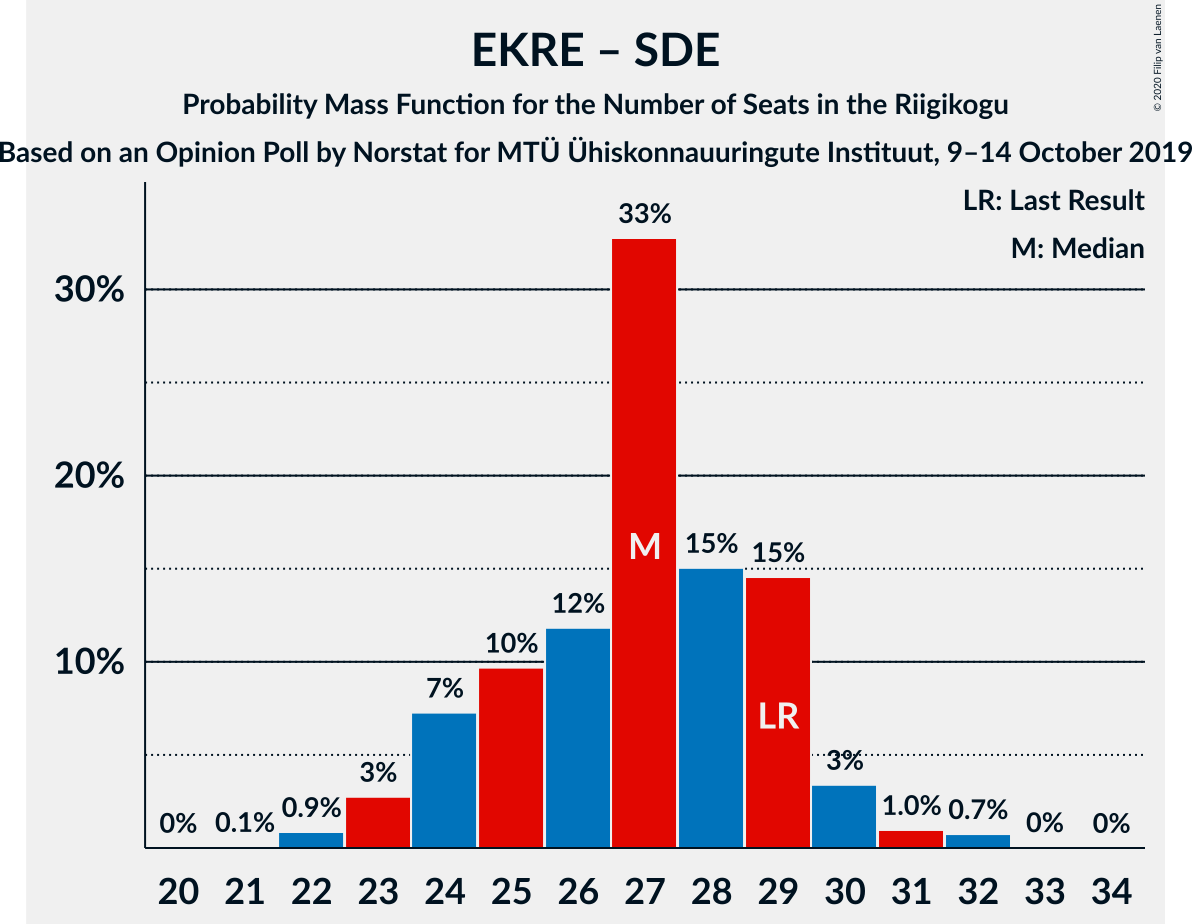 EKRE – SDE
Probability Mass Function for the Number of Seats in the Riigikogu
Based on an Opinion Poll by Norstat for MTÜ Ühiskonnauuringute Instituut, 9–14 October 2019
© 2020 Filip van Laenen
LR: Last Result
M: Median
33%
30%
20%
M
15%
15%
12%
10%
10%
7%
LR
3%
3%
0%
0.1%
0.9%
1.0%
0.7%
0%
0%
20 21 22 23 24 25 26 27 28 29 30 31 32 33 34